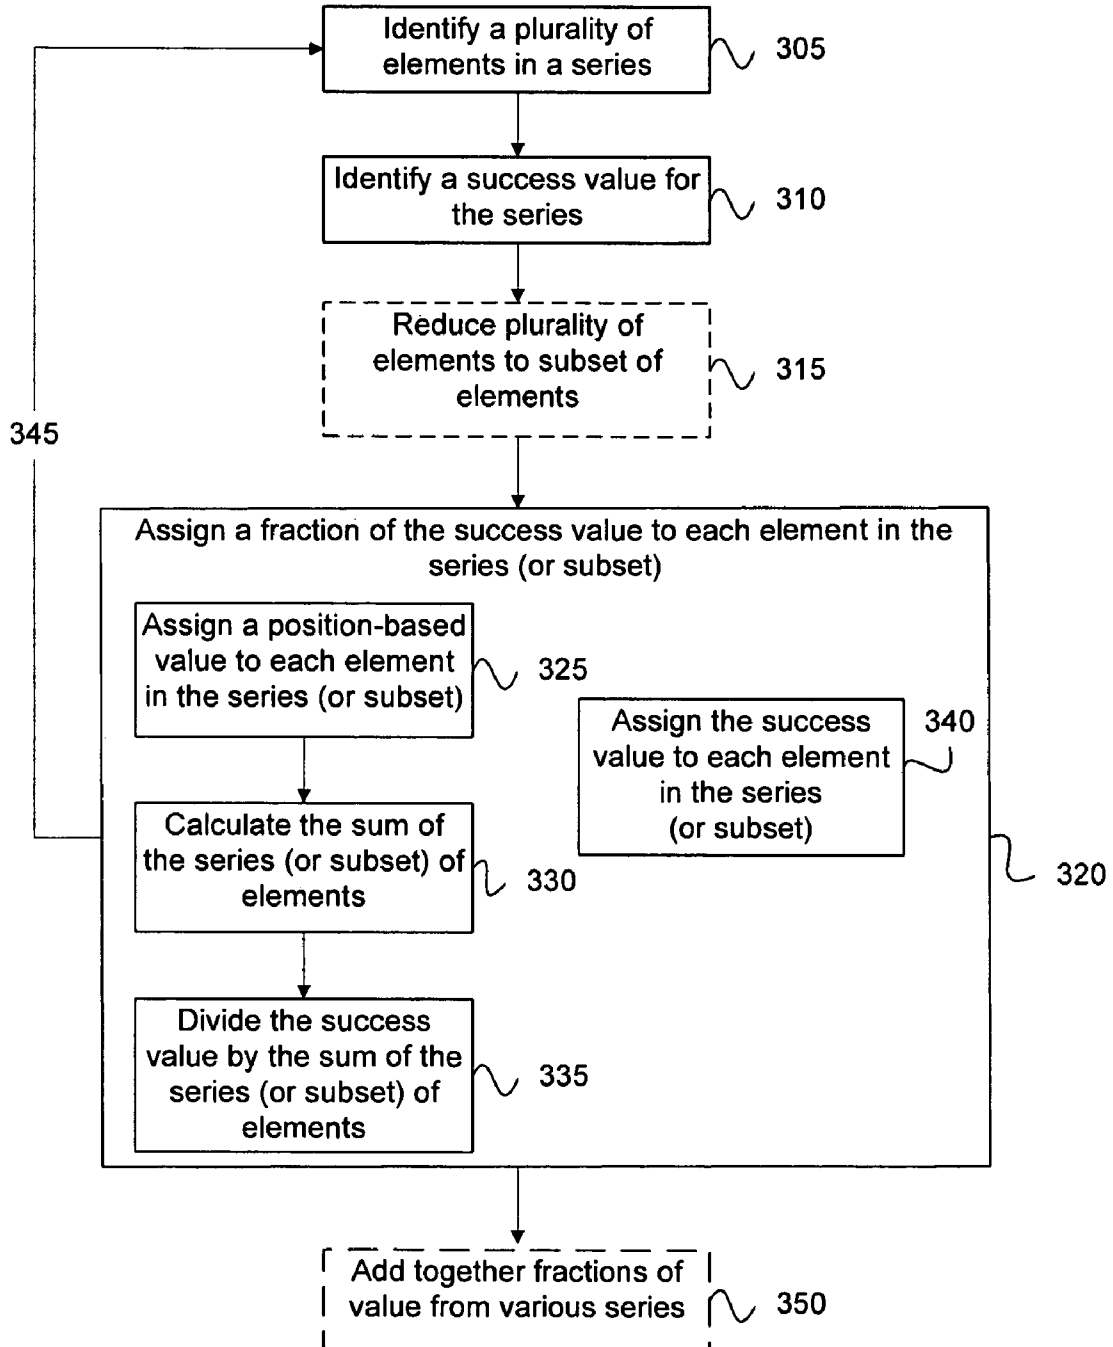 Identify a plurality of
elements in a series
305
Identify a success value for
the series
310
Reduce plurality of
elements to subset of
elements
315
345
Assign a fraction of the success value to each element in the
series (or subset)
Assign a position-based
value to each element
in the series (or subset)
325
Assign the success
value to each element
in the series
(or subset)
340
Calculate the sum of
the series (or subset) of
elements
330
320
Divide the success
value by the sum of the
series (or subset) of
elements
335
Add together fractions of
value from various series
350